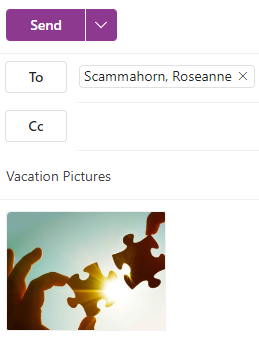 Send
To
Scammahorn, Roseanne
Cc
Vacation Pictures